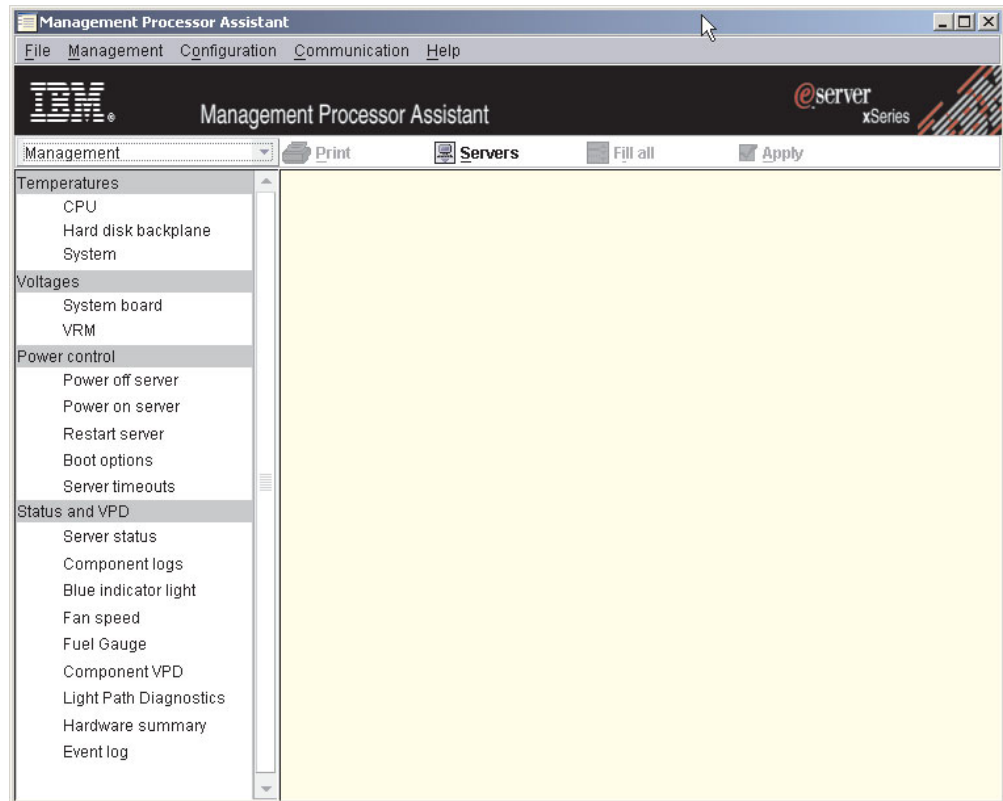 Management Processor Assistant
File Management Configuration Communication Help
IBM®
Management Processor Assistant
eserver
xSeries
Management
Print Servers Fill all Apply
Temperatures
CPU
Hard disk backplane
System
Voltages
System board
VRM
Power control
Power off server
Power on server
Restart server
Boot options
Server timeouts
Status and VPD
Server status
Component logs
Blue indicator light
Fan speed
Fuel Gauge
Component VPD
Light Path Diagnostics
Hardware summary
Event log